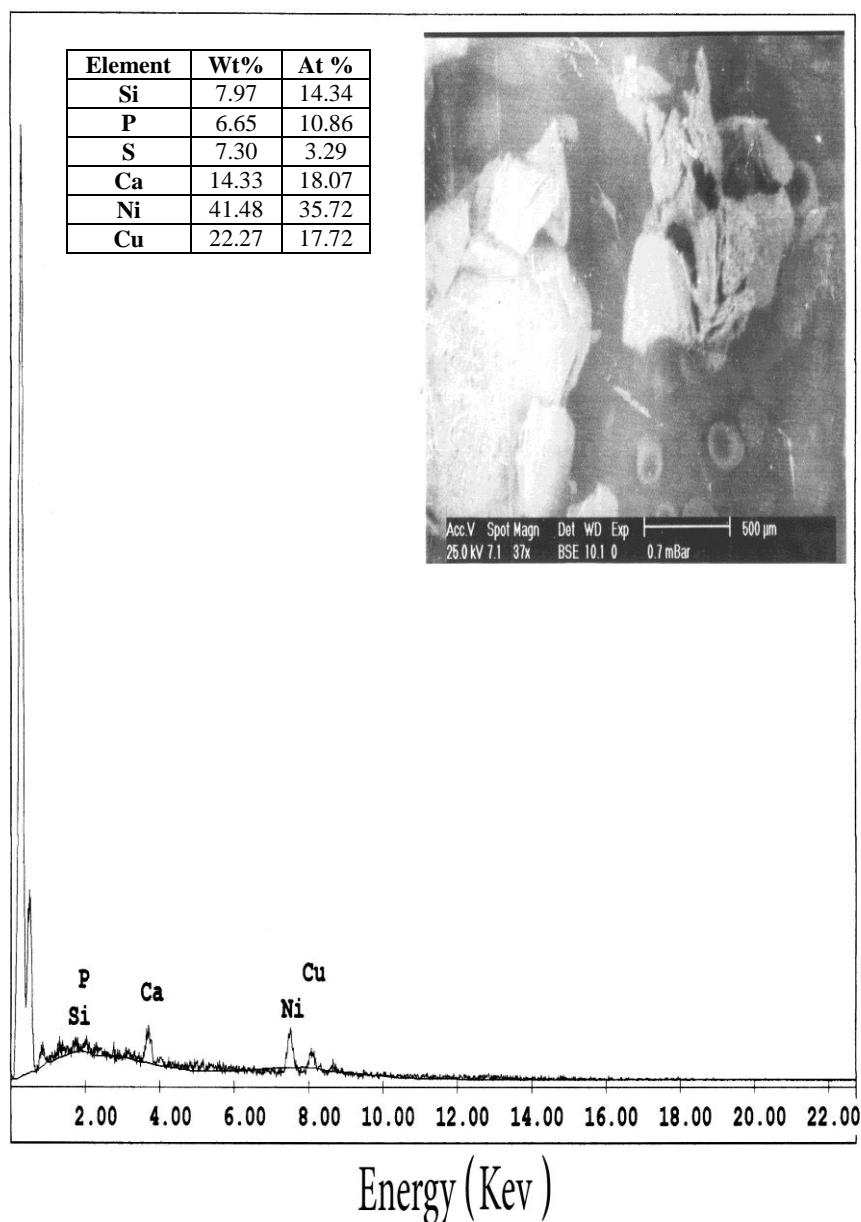 Element Wt% At %
Si 7.97 14.34
P 6.65 10.86
S 7.30 3.29
Ca 14.33 18.07
Ni 41.48 35.72
Cu 22.27 17.72
Acc.V Spot Magn Det WD Exp 500 µm
25.0 kV 7.1 37x BSE 10.1 0 0.7 mBar
P
Si
Ca
Ni
Cu
2.00 4.00 6.00 8.00 10.00 12.00 14.00 16.00 18.00 20.00 22.00
Energy ( Kev )